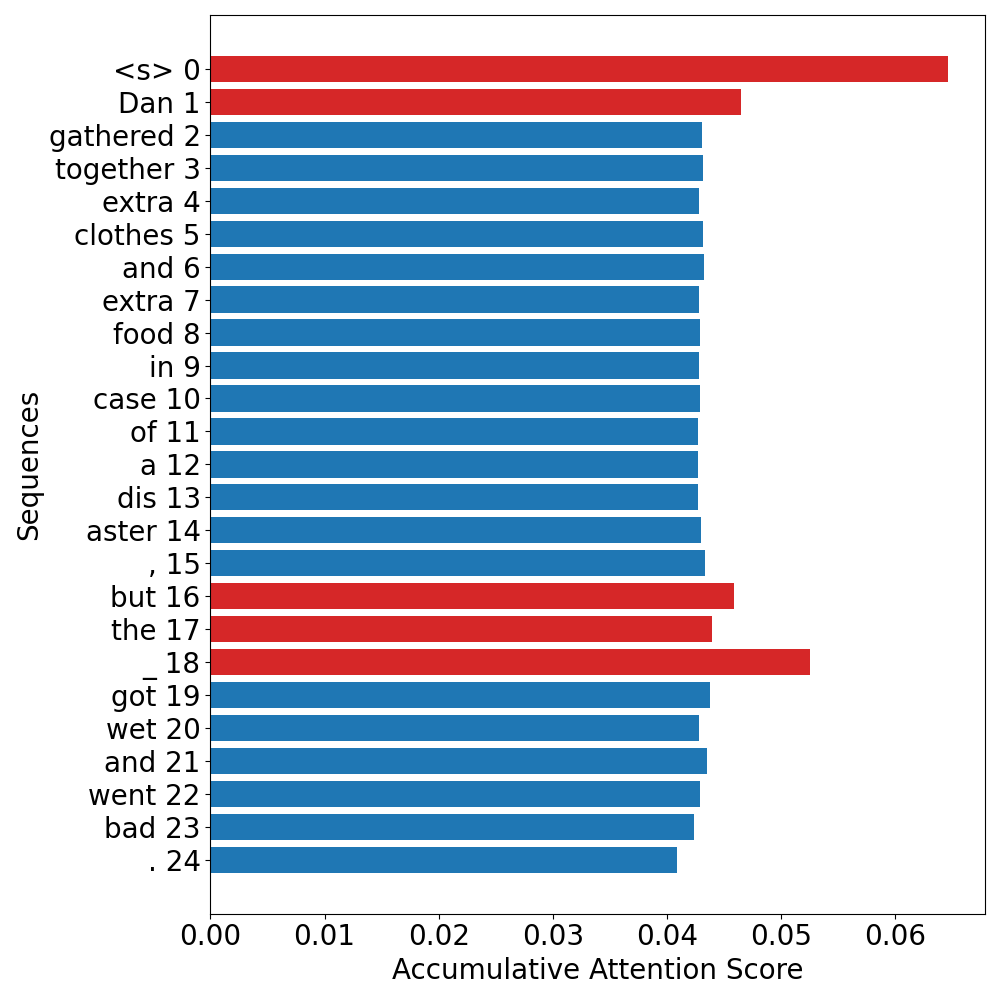 <s> 0
Dan 1
gathered 2
together 3
extra 4
clothes 5
and 6
extra 7
food 8
in 9
case 10
of 11
a 12
dis 13
aster 14
, 15
but 16
the 17
_ 18
got 19
wet 20
and 21
went 22
bad 23
. 24
Sequences
0.00 0.01 0.02 0.03 0.04 0.05 0.06
Accumulative Attention Score